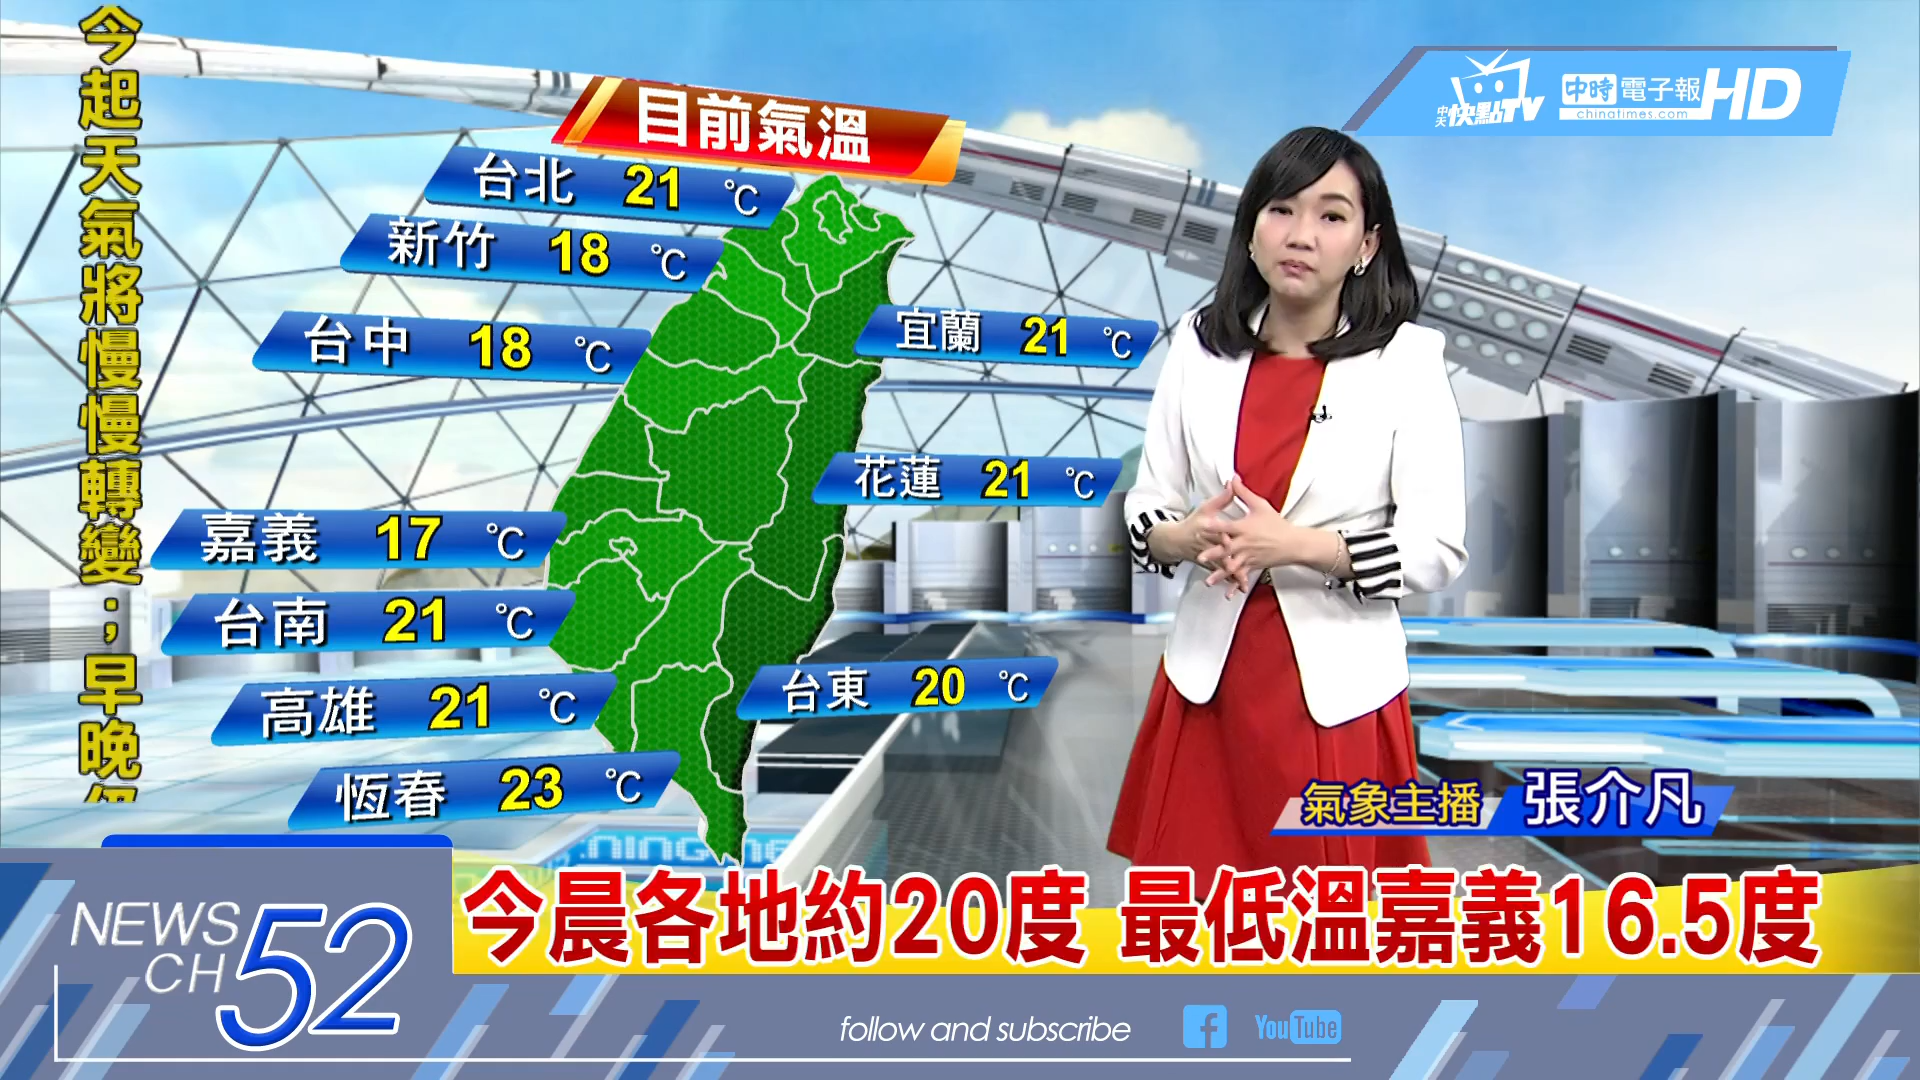 今起天氣將慢慢轉變；早晚
目前氣溫
台北 21 ℃
新竹 18 ℃
台中 18 ℃
宜蘭 21 ℃
花蓮 21 ℃
嘉義 17 ℃
台南 21 ℃
高雄 21 ℃
台東 20 ℃
恆春 23 ℃
中天快點TV
中時電子報HD
chinatimes.com
氣象主播 張介凡
今晨各地約20度 最低溫嘉義16.5度
NEWS
CH 52
follow and subscribe
f YouTube